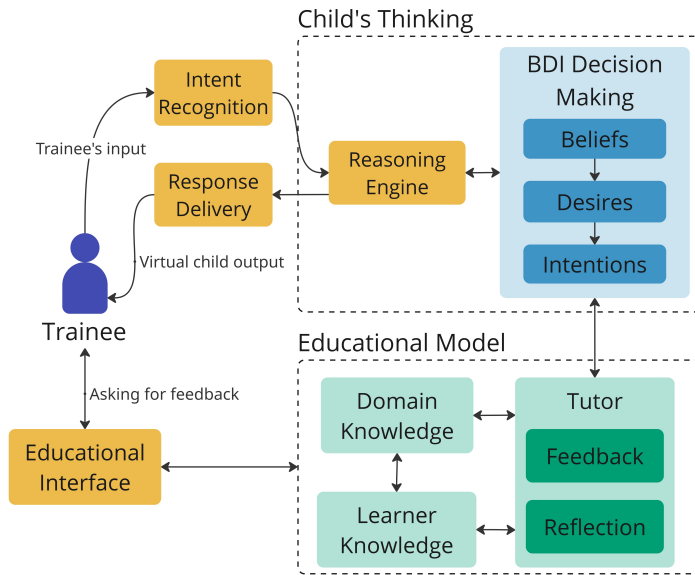 Child's Thinking
BDI Decision
Making
Beliefs
Desires
Intentions
Intent
Recognition
Trainee's input
Reasoning
Engine
Response
Delivery
Virtual child output
Trainee
Asking for feedback
Educational
Interface
Educational Model
Domain
Knowledge
Learner
Knowledge
Tutor
Feedback
Reflection